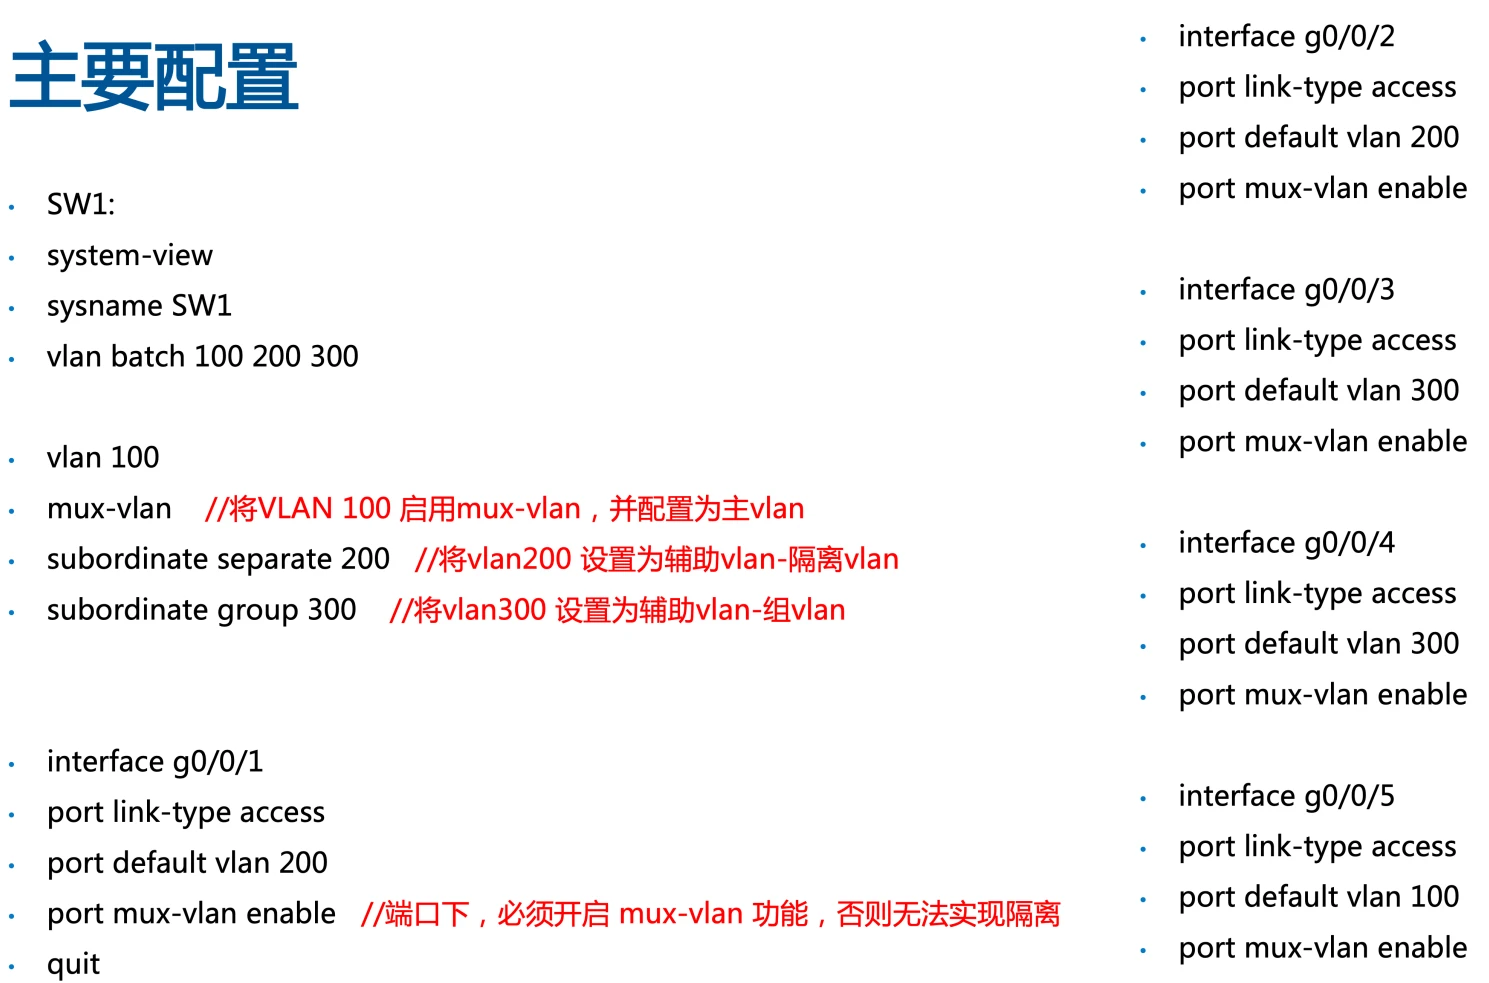 主要配置
SW1:
system-view
sysname SW1
vlan batch 100 200 300
vlan 100
mux-vlan //将VLAN 100 启用mux-vlan，并配置为主vlan
subordinate separate 200 //将vlan200 设置为辅助vlan-隔离vlan
subordinate group 300 //将vlan300 设置为辅助vlan-组vlan
interface g0/0/1
port link-type access
port default vlan 200
port mux-vlan enable //端口下，必须开启 mux-vlan 功能，否则无法实现隔离
quit
interface g0/0/2
port link-type access
port default vlan 200
port mux-vlan enable
interface g0/0/3
port link-type access
port default vlan 300
port mux-vlan enable
interface g0/0/4
port link-type access
port default vlan 300
port mux-vlan enable
interface g0/0/5
port link-type access
port default vlan 100
port mux-vlan enable